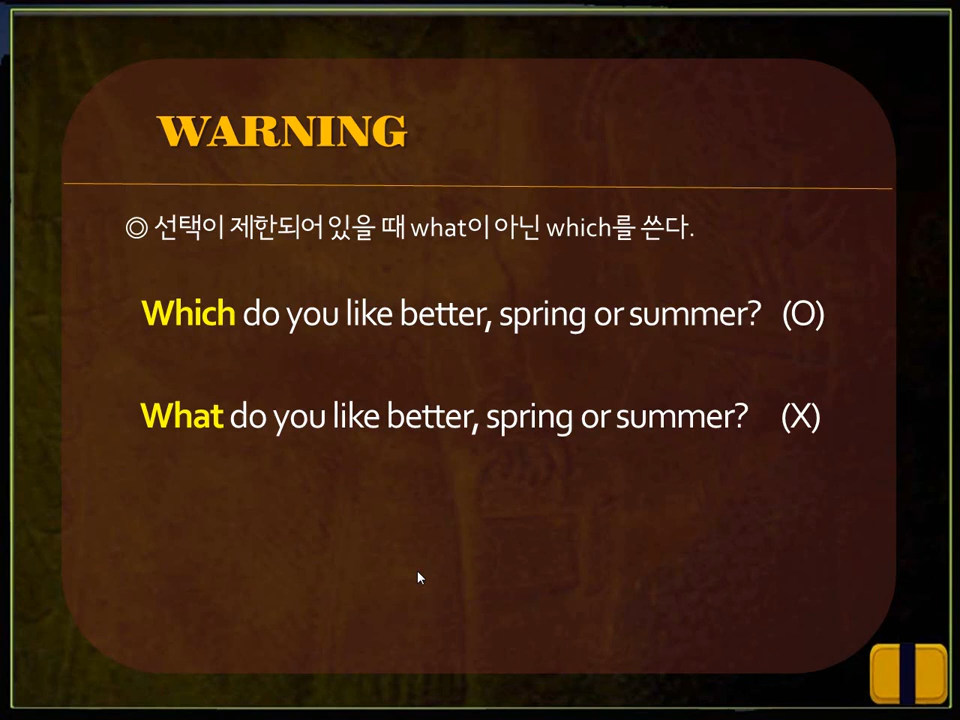 WARNING
◎ 선택이 제한되어 있을 때 what이 아닌 which를 쓴다.
Which do you like better, spring or summer? (O)
What do you like better, spring or summer? (X)